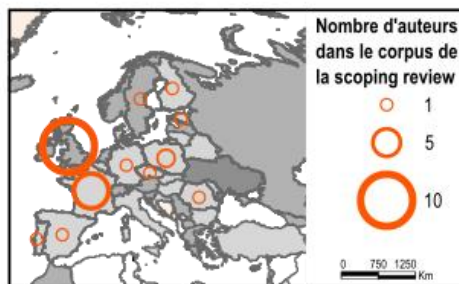 Nombre d'auteurs
dans le corpus de
la scoping review
1
5
10
0 750 1250
Km